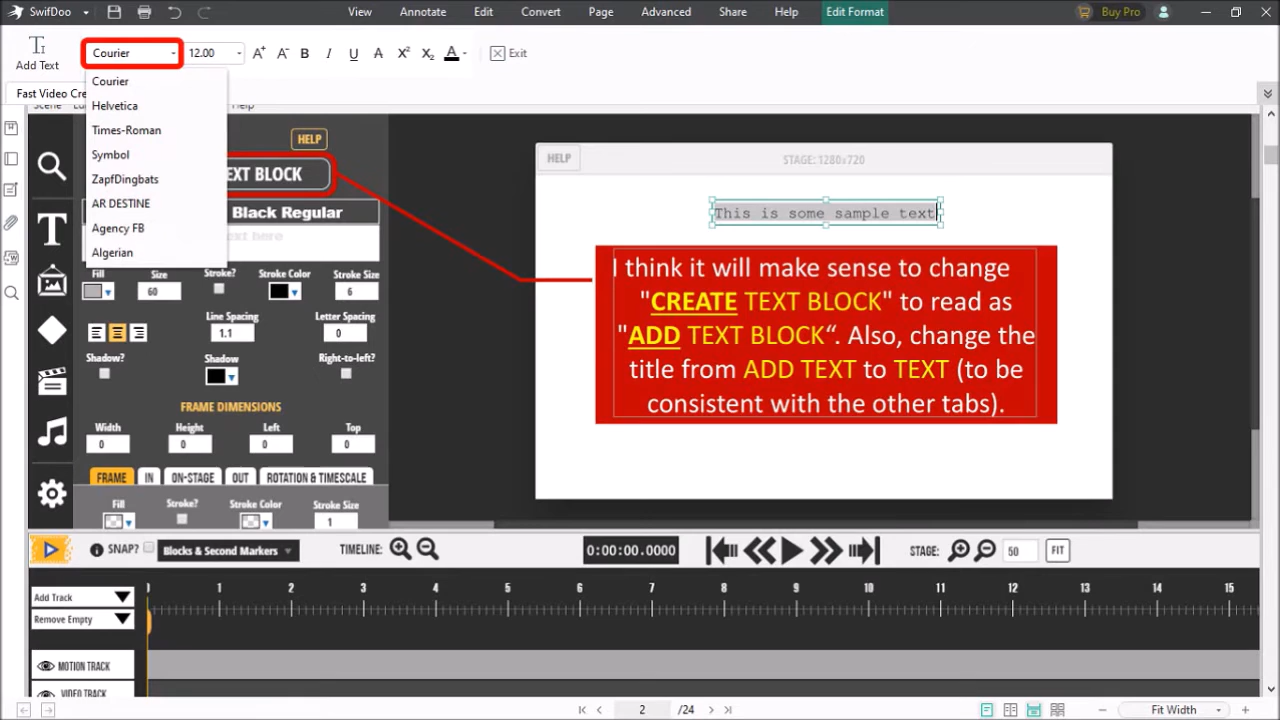 SwifDoo
View Annotate Edit Convert Page Advanced Share Help Edit Format
Buy Pro
Courier 12.00 A+ A- B I U A X² X₂ A Exit
Add Text
Courier
Fast Video Cre
Helvetica
Times-Roman
Symbol
ZapfDingbats
AR DESTINE
Agency FB
Algerian
Help
HELP
EXT BLOCK
Black Regular
ext here
Fill Size Stroke? Stroke Color Stroke Size
60 6
Line Spacing Letter Spacing
1.1 0
Shadow? Shadow Right-to-left?
FRAME DIMENSIONS
Width Height Left Top
0 0 0 0
FRAME IN ON-STAGE OUT ROTATION & TIMESCALE
Fill Stroke? Stroke Color Stroke Size
1
HELP STAGE: 1280x720
This is some sample text
I think it will make sense to change
"CREATE TEXT BLOCK" to read as
"ADD TEXT BLOCK“. Also, change the
title from ADD TEXT to TEXT (to be
consistent with the other tabs).
SNAP? Blocks & Second Markers TIMELINE: 0:00:00.0000 STAGE: 50 FIT
0 1 2 3 4 5 6 7 8 9 10 11 12 13 14 15
Add Track
Remove Empty
MOTION TRACK
VIDEO TRACK
2 /24 Fit Width